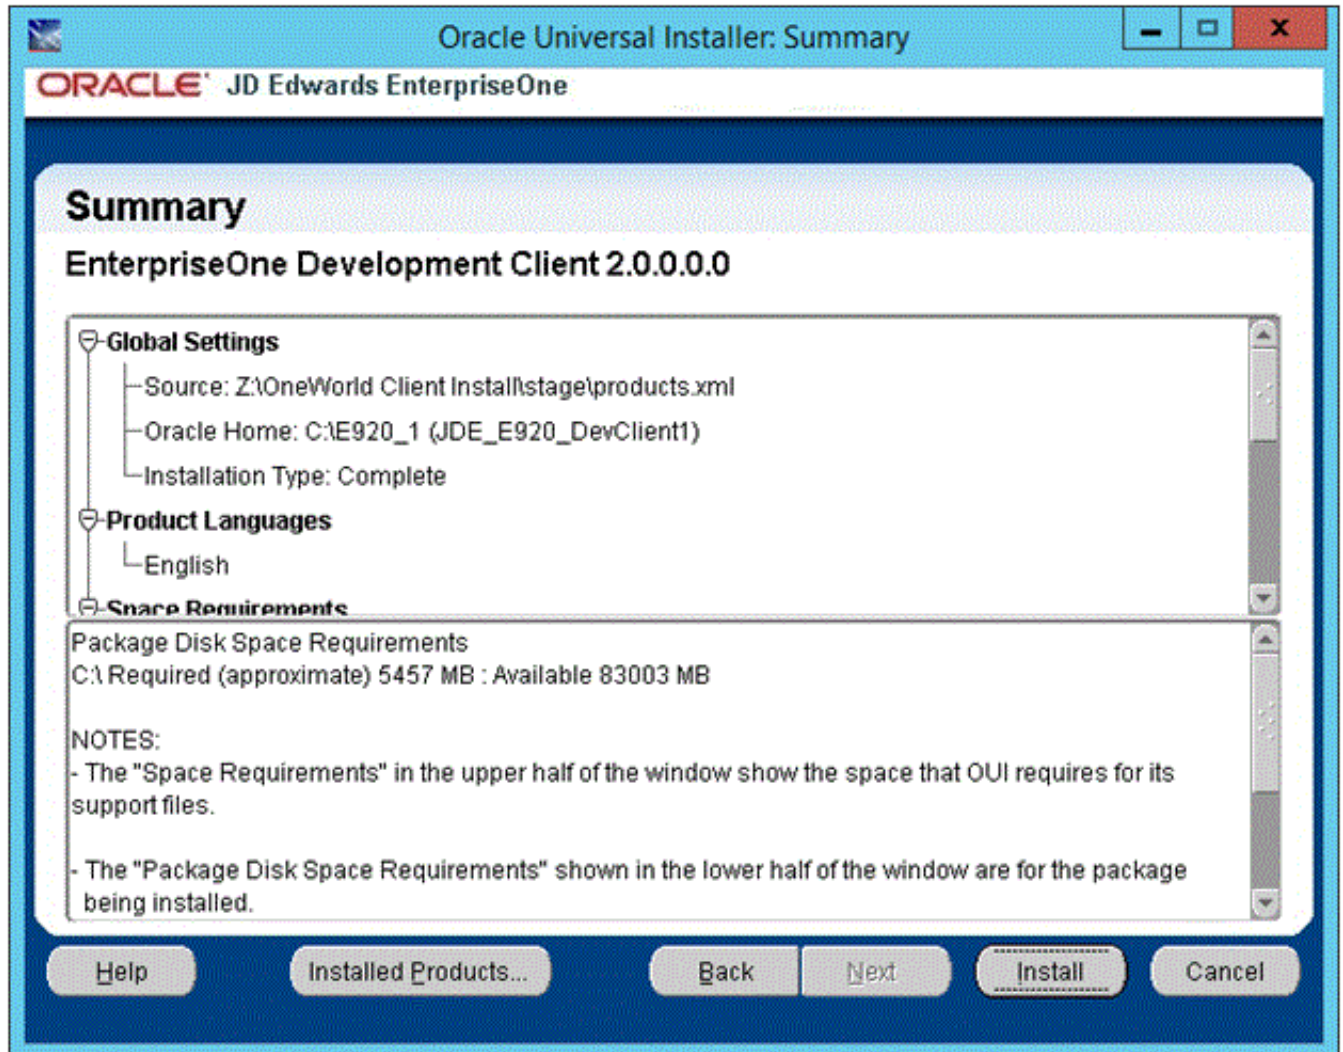 Oracle Universal Installer: Summary
ORACLE JD Edwards EnterpriseOne
Summary
EnterpriseOne Development Client 2.0.0.0.0
Global Settings
Source: Z:\OneWorld Client Install\stage\products.xml
Oracle Home: C:\E920_1 (JDE_E920_DevClient1)
Installation Type: Complete
Product Languages
English
Space Requirements
Package Disk Space Requirements
C:\ Required (approximate) 5457 MB : Available 83003 MB
NOTES:
- The "Space Requirements" in the upper half of the window show the space that OUI requires for its
support files.
- The "Package Disk Space Requirements" shown in the lower half of the window are for the package
being installed.
Help Installed Products... Back Next Install Cancel